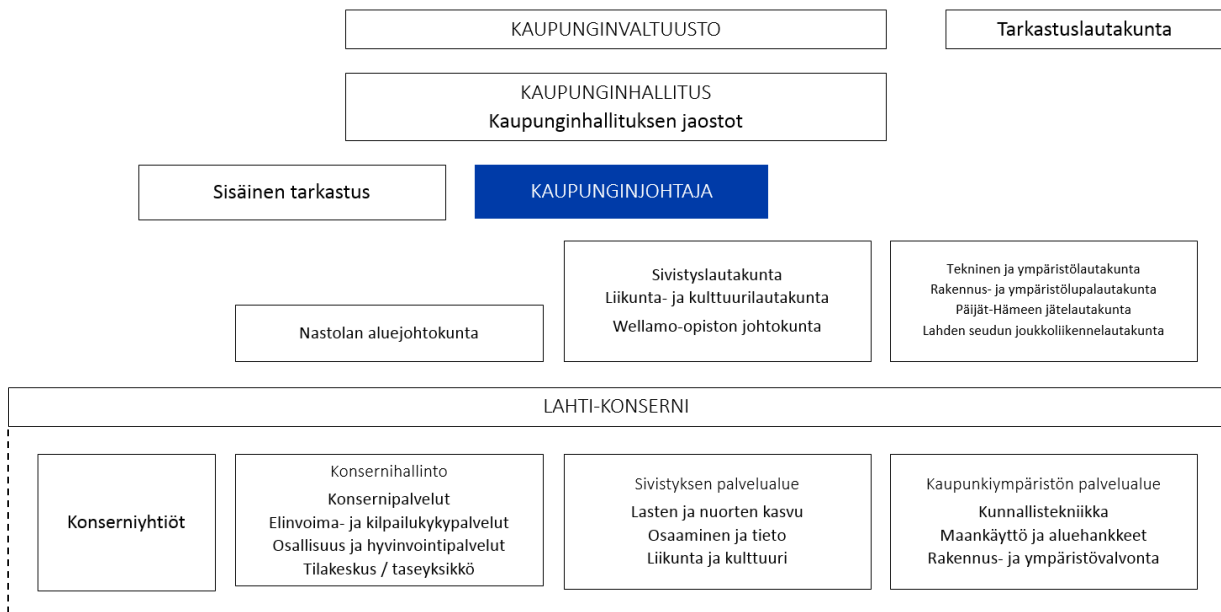 KAUPUNGINVALTUUSTO
Tarkastuslautakunta
KAUPUNGINHALLITUS
Kaupunginhallituksen jaostot
Sisäinen tarkastus
KAUPUNGINJOHTAJA
Nastolan aluejohtokunta
Sivistyslautakunta
Liikunta- ja kulttuurilautakunta
Wellamo-opiston johtokunta
Tekninen ja ympäristölautakunta
Rakennus- ja ympäristölupalautakunta
Päijät-Hämeen jätelautakunta
Lahden seudun joukkoliikennelautakunta
LAHTI-KONSERNI
Konserniyhtiöt
Konsernihallinto
Konsernipalvelut
Elinvoima- ja kilpailukykypalvelut
Osallisuus ja hyvinvointipalvelut
Tilakeskus / taseyksikkö
Sivistyksen palvelualue
Lasten ja nuorten kasvu
Osaaminen ja tieto
Liikunta ja kulttuuri
Kaupunkiympäristön palvelualue
Kunnallistekniikka
Maankäyttö ja aluehankkeet
Rakennus- ja ympäristövalvonta